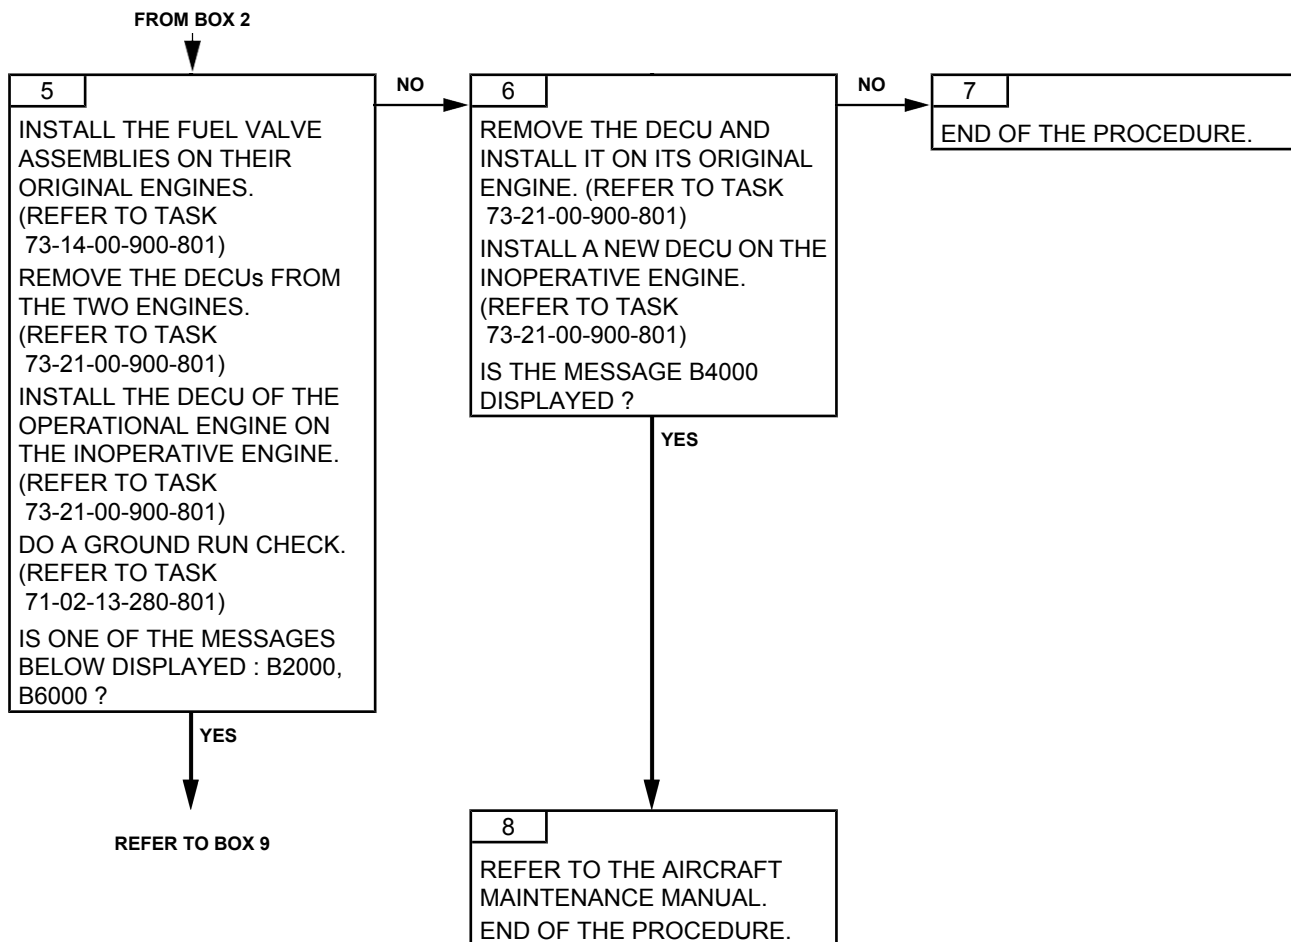 FROM BOX 2
5
INSTALL THE FUEL VALVE
ASSEMBLIES ON THEIR
ORIGINAL ENGINES.
(REFER TO TASK
73-14-00-900-801)
REMOVE THE DECUs FROM
THE TWO ENGINES.
(REFER TO TASK
73-21-00-900-801)
INSTALL THE DECU OF THE
OPERATIONAL ENGINE ON
THE INOPERATIVE ENGINE.
(REFER TO TASK
73-21-00-900-801)
DO A GROUND RUN CHECK.
(REFER TO TASK
71-02-13-280-801)
IS ONE OF THE MESSAGES
BELOW DISPLAYED : B2000,
B6000 ?
YES
REFER TO BOX 9
NO
6
REMOVE THE DECU AND
INSTALL IT ON ITS ORIGINAL
ENGINE. (REFER TO TASK
73-21-00-900-801)
INSTALL A NEW DECU ON THE
INOPERATIVE ENGINE.
(REFER TO TASK
73-21-00-900-801)
IS THE MESSAGE B4000
DISPLAYED ?
YES
NO
7
END OF THE PROCEDURE.
8
REFER TO THE AIRCRAFT
MAINTENANCE MANUAL.
END OF THE PROCEDURE.